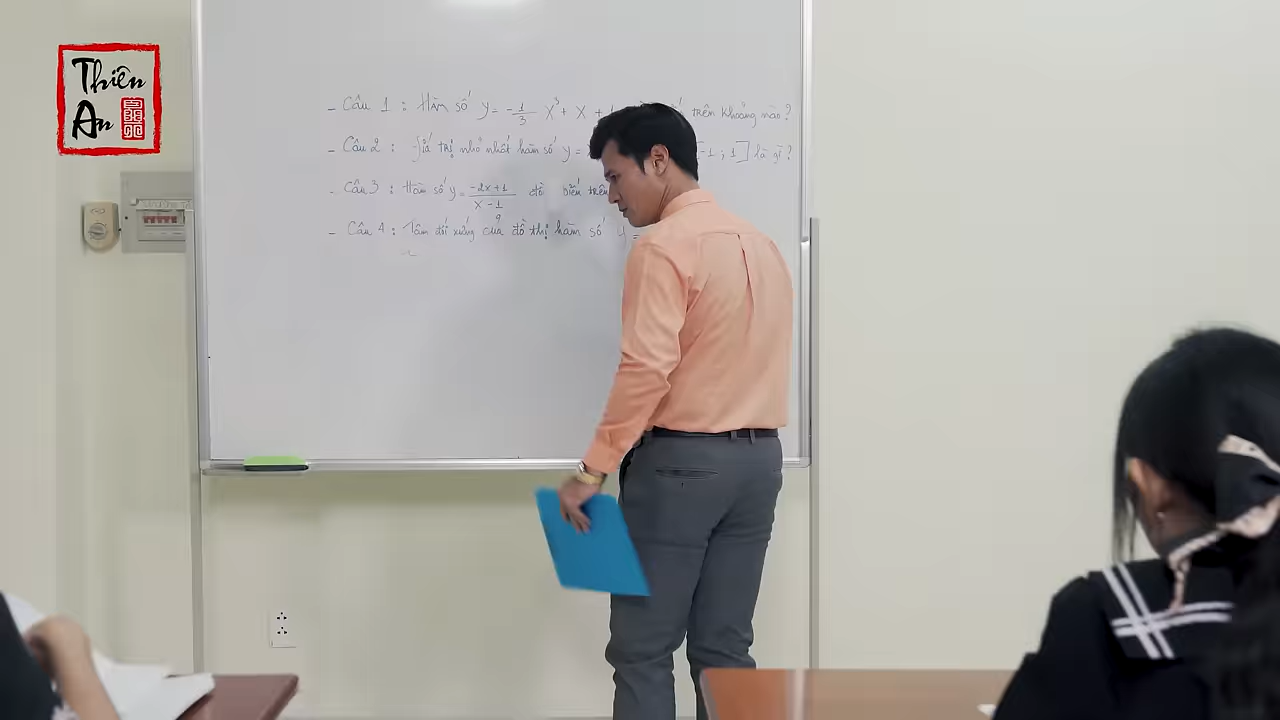 Thiên
An
- Câu 1 : Hàm số y = -1/3 x³ + x + 1 trên khoảng nào ?
- Câu 2 : Giá trị nhỏ nhất hàm số y = [-1 ; 1] là gì ?
- Câu 3 : Hàm số y = -2x+1 / x-1 trên
- Câu 4 : Tâm đối xứng của đồ thị hàm số y =